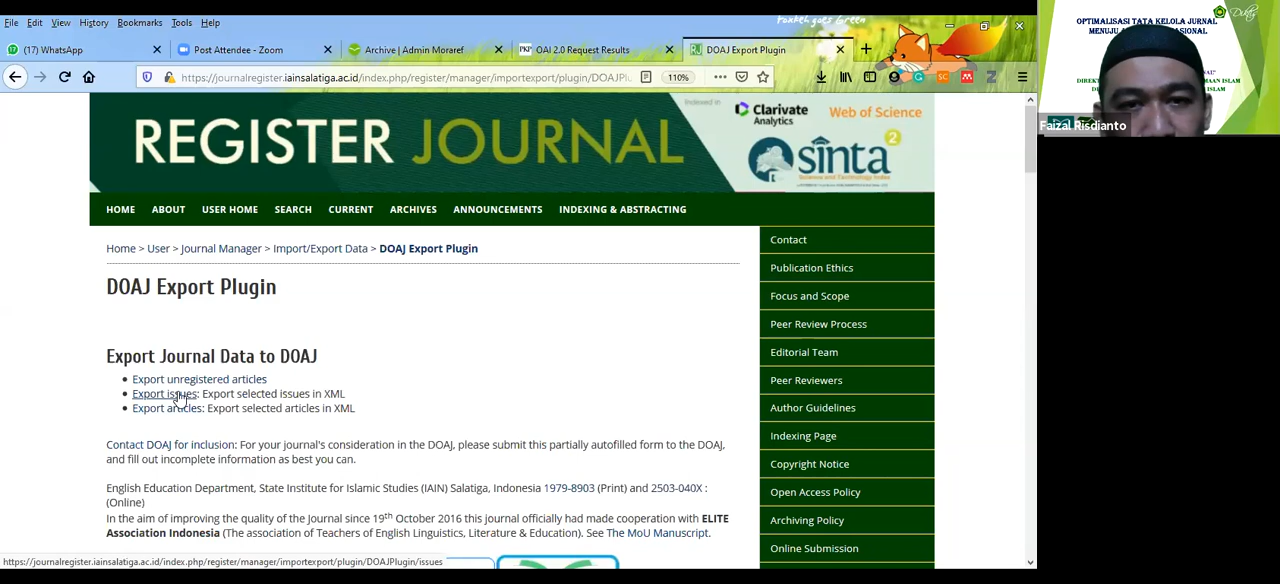 File Edit View History Bookmarks Tools Help
(17) WhatsApp
Post Attendee - Zoom
Archive | Admin Moraref
OAI 2.0 Request Results
DOAJ Export Plugin
https://journalregister.iainsalatiga.ac.id/index.php/register/manager/importexport/plugin/DOAJPl
110%
Indexed in
REGISTER JOURNAL
Clarivate
Analytics
Web of Science
sinta
2
Science and Technology Index
HOME ABOUT USER HOME SEARCH CURRENT ARCHIVES ANNOUNCEMENTS INDEXING & ABSTRACTING
Home > User > Journal Manager > Import/Export Data > DOAJ Export Plugin
DOAJ Export Plugin
Export Journal Data to DOAJ
Export unregistered articles
Export issues: Export selected issues in XML
Export articles: Export selected articles in XML
Contact DOAJ for inclusion: For your journal's consideration in the DOAJ, please submit this partially autofilled form to the DOAJ,
and fill out incomplete information as best you can.
English Education Department, State Institute for Islamic Studies (IAIN) Salatiga, Indonesia 1979-8903 (Print) and 2503-040X :
(Online)
In the aim of improving the quality of the Journal since 19th October 2016 this journal officially had made cooperation with ELITE
Association Indonesia (The association of Teachers of English Linguistics, Literature & Education). See The MoU Manuscript.
Contact
Publication Ethics
Focus and Scope
Peer Review Process
Editorial Team
Peer Reviewers
Author Guidelines
Indexing Page
Copyright Notice
Open Access Policy
Archiving Policy
Online Submission
https://journalregister.iainsalatiga.ac.id/index.php/register/manager/importexport/plugin/DOAJPlugin/issues
OPTIMALISASI TATA KELOLA JURNAL
Faizal Risdianto